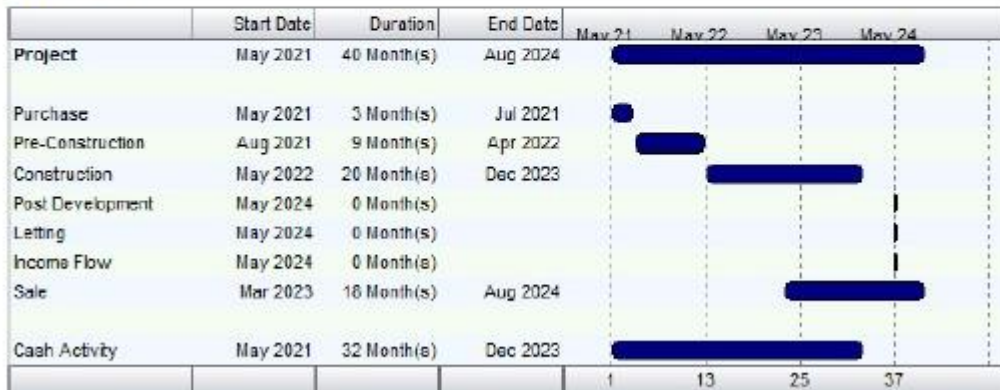 Start Date Duration End Date May 21 May 22 May 23 May 24
Project May 2021 40 Month(s) Aug 2024
Purchase May 2021 3 Month(s) Jul 2021
Pre-Construction Aug 2021 9 Month(s) Apr 2022
Construction May 2022 20 Month(s) Dec 2023
Post Development May 2024 0 Month(s)
Letting May 2024 0 Month(s)
Income Flow May 2024 0 Month(s)
Sale Mar 2023 18 Month(s) Aug 2024
Cash Activity May 2021 32 Month(s) Dec 2023
1 13 25 37